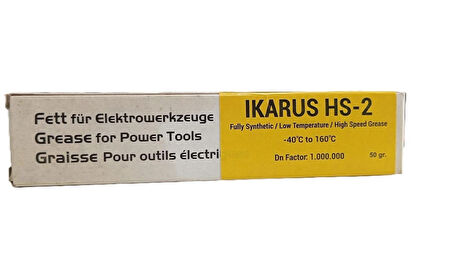 Fett für Elektrowerkzeuge
Grease for Power Tools
Graisse Pour outils électri
IKARUS HS-2
Fully Synthetic / Low Temperature / High Speed Grease
-40°C to 160°C
Dn Factor: 1.000.000
50 gr.